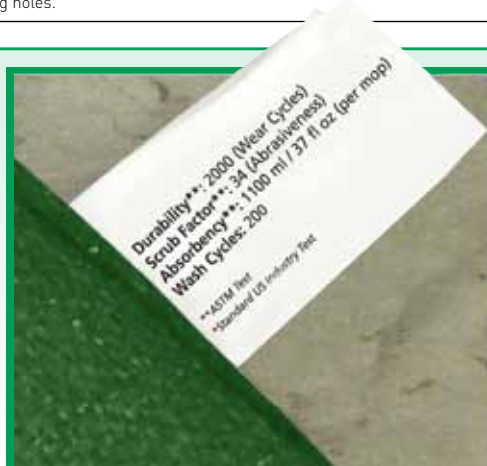 g holes.
Durability**: 2000 (Wear Cycles)
Scrub Factor**: 34 (Abrasiveness)
Absorbency**: 1100 ml / 37 fl oz (per mop)
Wash Cycles: 200
**ASTM Test
*Standard US Industry Test